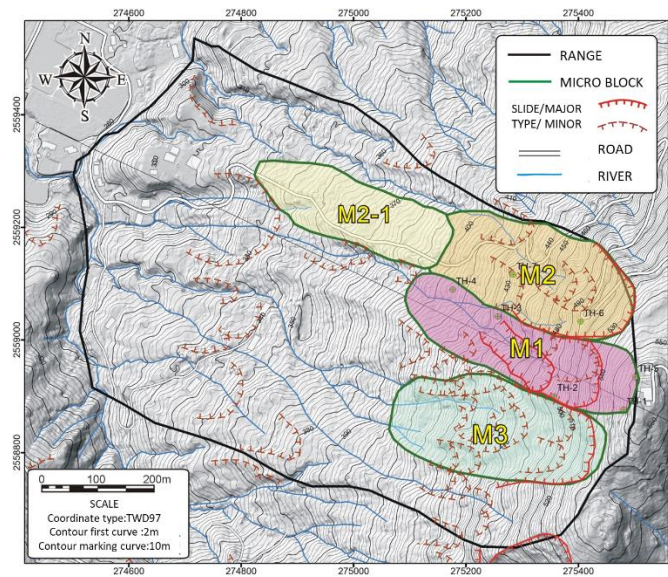 274600 274800 275000 275200 275400
N
W E
S
RANGE
MICRO BLOCK
SLIDE/MAJOR
TYPE/ MINOR
ROAD
RIVER
2559400
2559200
2559000
2558800
M2-1
M2
TH-4
TH-6
M1
TH-5
TH-2
TH-1
M3
0 50 100 200m
SCALE
Coordinate type:TWD97
Contour first curve :2m
Contour marking curve:10m
274600 274800 275000 275200 275400